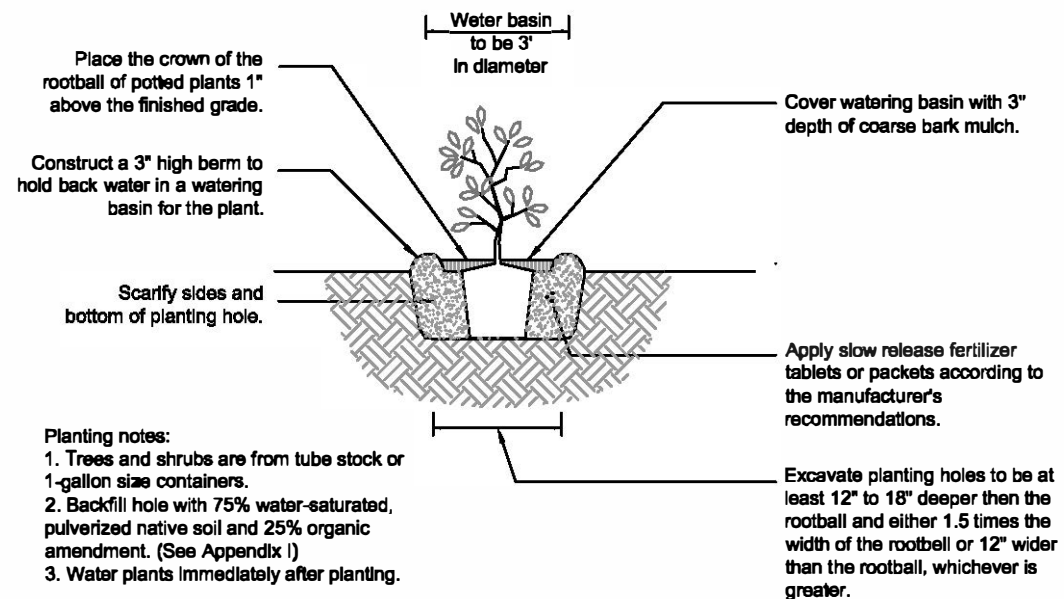 Weter basin
to be 3'
in diameter
Place the crown of the
rootball of potted plants 1"
above the finished grade.
Cover watering basin with 3"
depth of coarse bark mulch.
Construct a 3" high berm to
hold back water in a watering
basin for the plant.
Scarify sides and
bottom of planting hole.
Apply slow release fertilizer
tablets or packets according to
the manufacturer's
recommendations.
Planting notes:
1. Trees and shrubs are from tube stock or
1-gallon size containers.
2. Backfill hole with 75% water-saturated,
pulverized native soil and 25% organic
amendment. (See Appendix I)
3. Water plants immediately after planting.
Excavate planting holes to be at
least 12" to 18" deeper then the
rootball and either 1.5 times the
width of the rootbell or 12" wider
than the rootball, whichever is
greater.